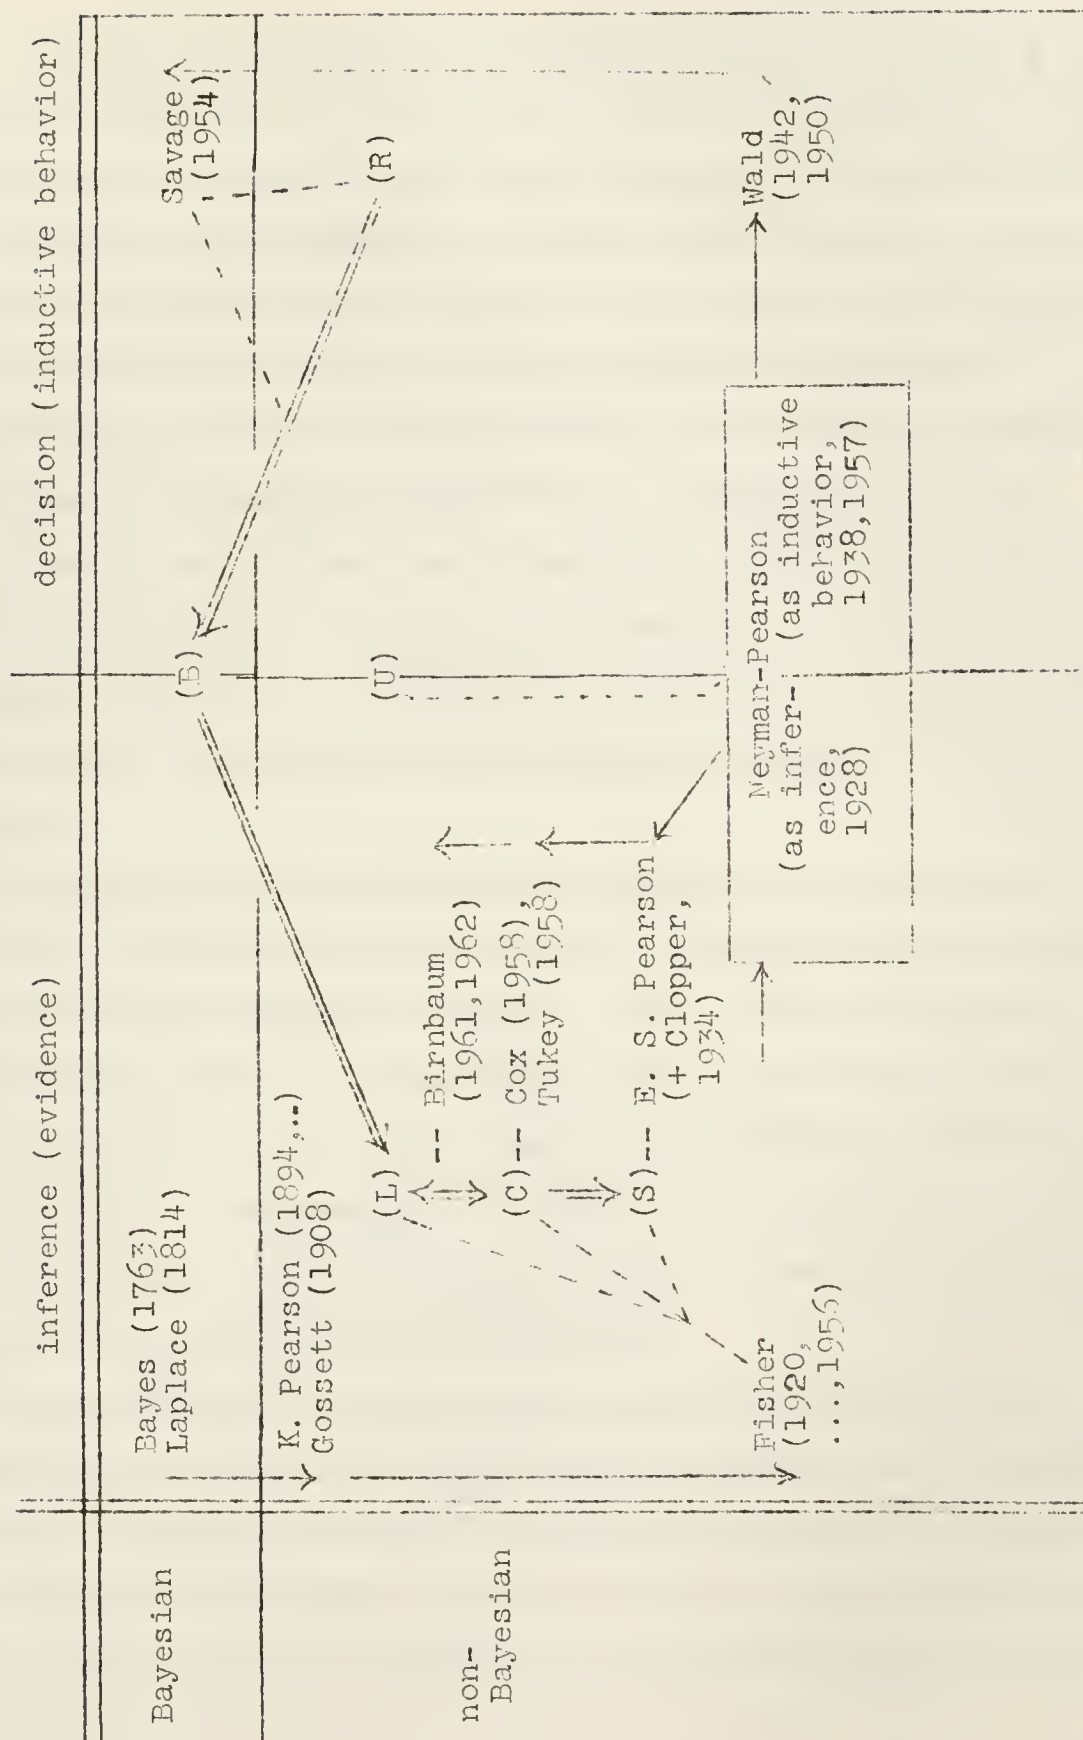 inference (evidence)
decision (inductive behavior)
Bayesian
Bayes (1763)
Laplace (1814)
(B)
Savage
(1954)
non-
Bayesian
K. Pearson (1894,..)
Gossett (1908)
(L)
(U)
(R)
-- Birnbaum
(1961,1962)
(C)-- Cox (1958),
Tukey (1958)
(S)-- E. S. Pearson
(+ Clopper,
1934)
Fisher
(1920,
...,1956)
Neyman-Pearson
(as infer-
ence,
1928)
(as inductive
behavior,
1938,1957)
Wald
(1942,
1950)